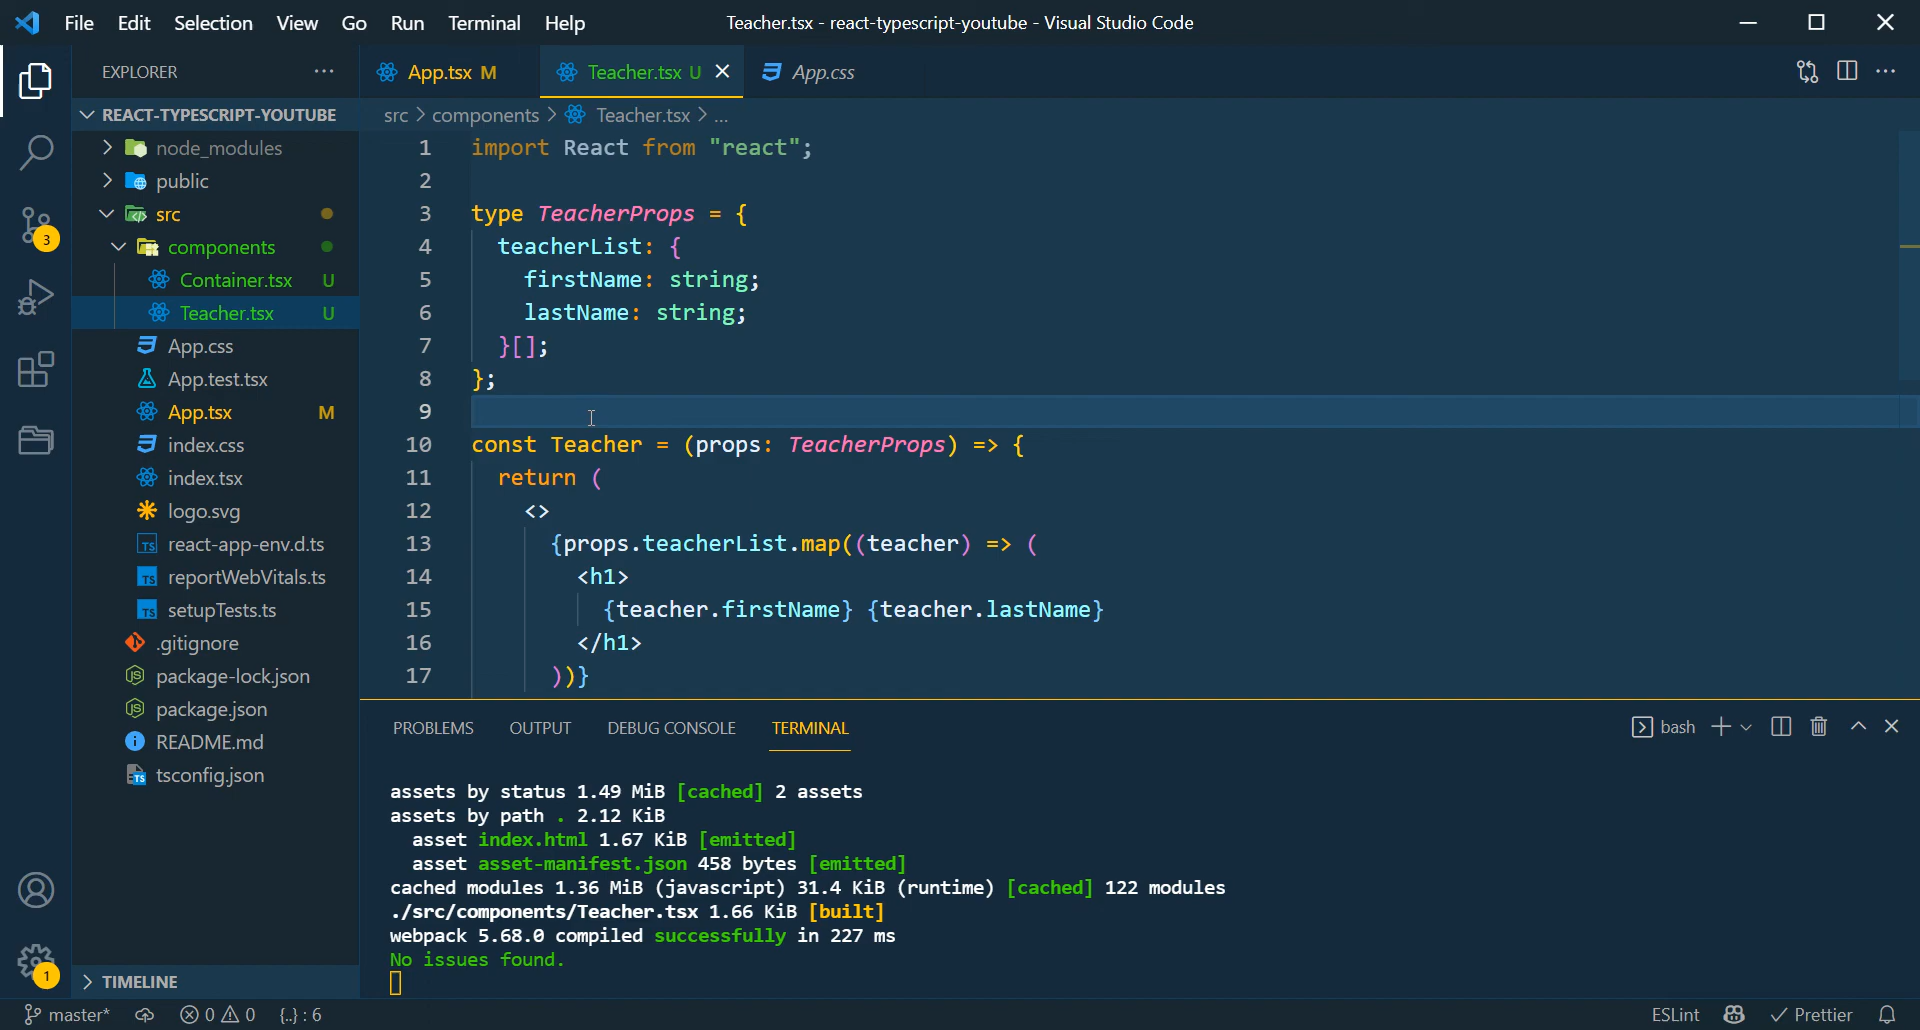 File Edit Selection View Go Run Terminal Help
Teacher.tsx - react-typescript-youtube - Visual Studio Code
EXPLORER
App.tsx M
Teacher.tsx U
App.css
REACT-TYPESCRIPT-YOUTUBE
src > components > Teacher.tsx > ...
node_modules
public
src
components
Container.tsx U
Teacher.tsx U
App.css
App.test.tsx
App.tsx M
index.css
index.tsx
logo.svg
TS react-app-env.d.ts
TS reportWebVitals.ts
TS setupTests.ts
.gitignore
package-lock.json
package.json
README.md
tsconfig.json
TIMELINE
3
1
1 import React from "react";
2
3 type TeacherProps = {
4 teacherList: {
5 firstName: string;
6 lastName: string;
7 }[];
8 };
9
10 const Teacher = (props: TeacherProps) => {
11 return (
12 <>
13 {props.teacherList.map((teacher) => (
14 <h1>
15 {teacher.firstName} {teacher.lastName}
16 </h1>
17 ))}
PROBLEMS OUTPUT DEBUG CONSOLE TERMINAL
bash
assets by status 1.49 MiB [cached] 2 assets
assets by path . 2.12 KiB
asset index.html 1.67 KiB [emitted]
asset asset-manifest.json 458 bytes [emitted]
cached modules 1.36 MiB (javascript) 31.4 KiB (runtime) [cached] 122 modules
./src/components/Teacher.tsx 1.66 KiB [built]
webpack 5.68.0 compiled successfully in 227 ms
No issues found.
master* 0 0 {..} : 6
ESLint Prettier